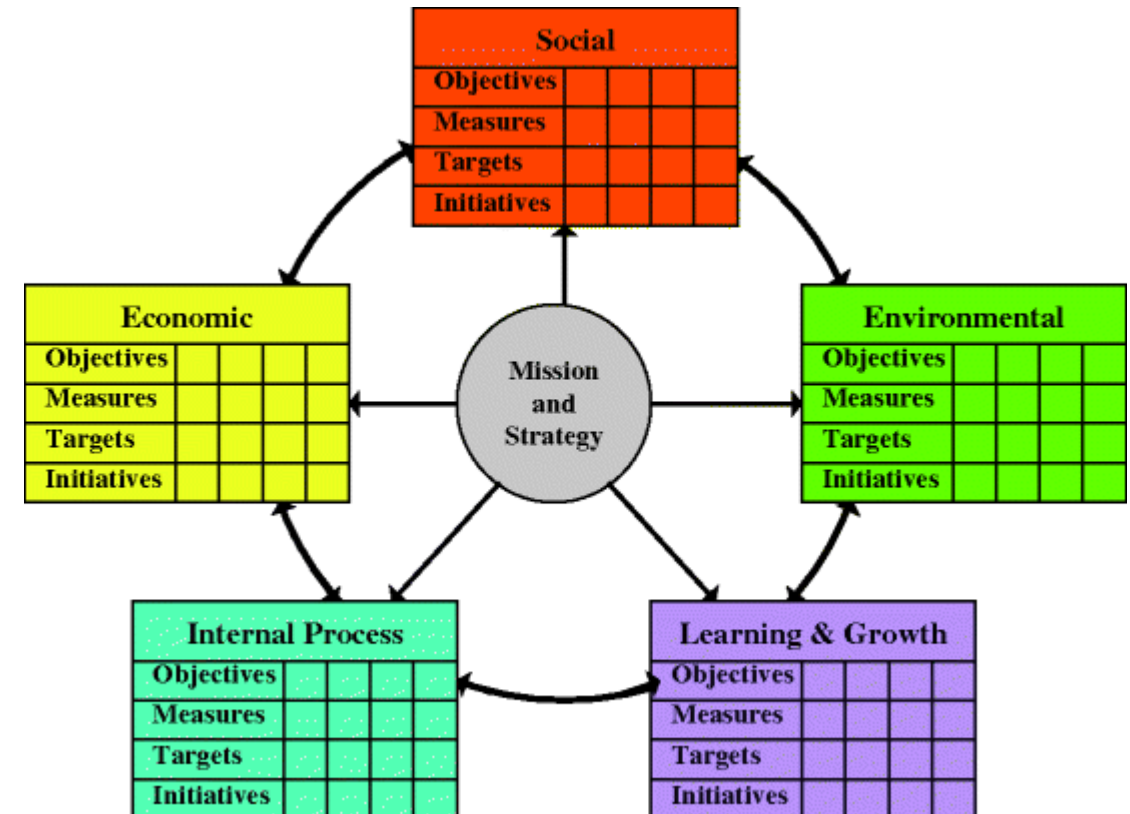 Social
Objectives
Measures
Targets
Initiatives
Economic
Objectives
Measures
Targets
Initiatives
Mission
and
Strategy
Environmental
Objectives
Measures
Targets
Initiatives
Internal Process
Objectives
Measures
Targets
Initiatives
Learning & Growth
Objectives
Measures
Targets
Initiatives